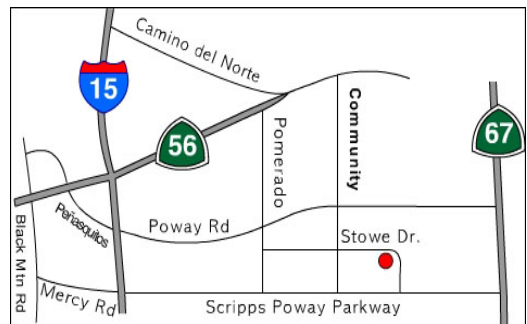 Camino del Norte
15
56
67
Pomerado
Community
Peñasquitos
Poway Rd
Stowe Dr.
Black Mtn Rd
Mercy Rd
Scripps Poway Parkway